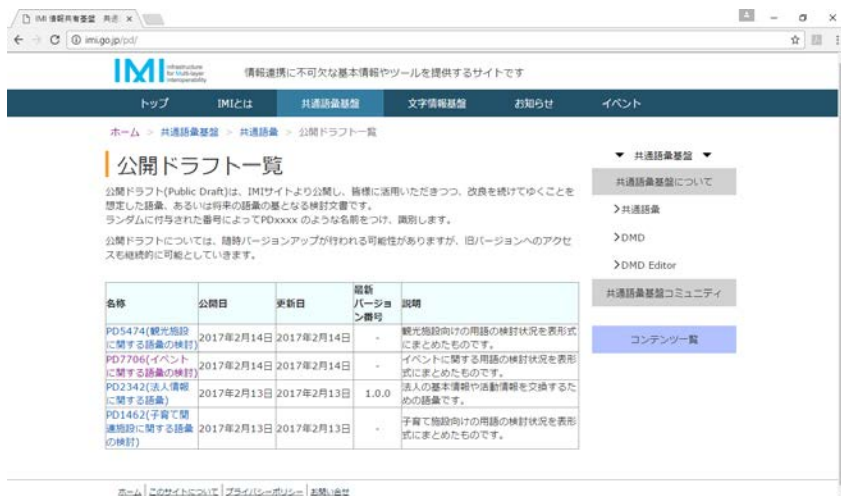 IMI 情報共有基盤 共通
imi.go.jp/pd/
IMI Infrastructure for Multi-layer Interoperability
情報連携に不可欠な基本情報やツールを提供するサイトです
トップ IMIとは 共通語彙基盤 文字情報基盤 お知らせ イベント
ホーム > 共通語彙基盤 > 共通語彙 > 公開ドラフト一覧
公開ドラフト一覧
公開ドラフト(Public Draft)は、IMIサイトより公開し、皆様に活用いただきつつ、改良を続けてゆくことを
想定した語彙、あるいは将来の語彙の基となる検討文書です。
ランダムに付与された番号によってPDxxxx のような名前をつけ、識別します。
公開ドラフトについては、随時バージョンアップが行われる可能性がありますが、旧バージョンへのアクセ
スも継続的に可能としていきます。
名称 公開日 更新日 最新バージョン番号 説明
PD5474(観光施設
に関する語彙の検討) 2017年2月14日 2017年2月14日 - 観光施設向けの用語の検討状況を表形式
にまとめたものです。
PD7706(イベント
に関する語彙の検討) 2017年2月14日 2017年2月14日 - イベントに関する用語の検討状況を表形
式にまとめたものです。
PD2342(法人情報
に関する語彙) 2017年2月13日 2017年2月13日 1.0.0 法人の基本情報や活動情報を交換するた
めの語彙です。
PD1462(子育て関
連施設に関する語彙
の検討) 2017年2月13日 2017年2月13日 - 子育て施設向けの用語の検討状況を表形
式にまとめたものです。
▼ 共通語彙基盤 ▼
共通語彙基盤について
>共通語彙
>DMD
>DMD Editor
共通語彙基盤コミュニティ
コンテンツ一覧
ホーム | このサイトについて | プライバシーポリシー | お問い合せ